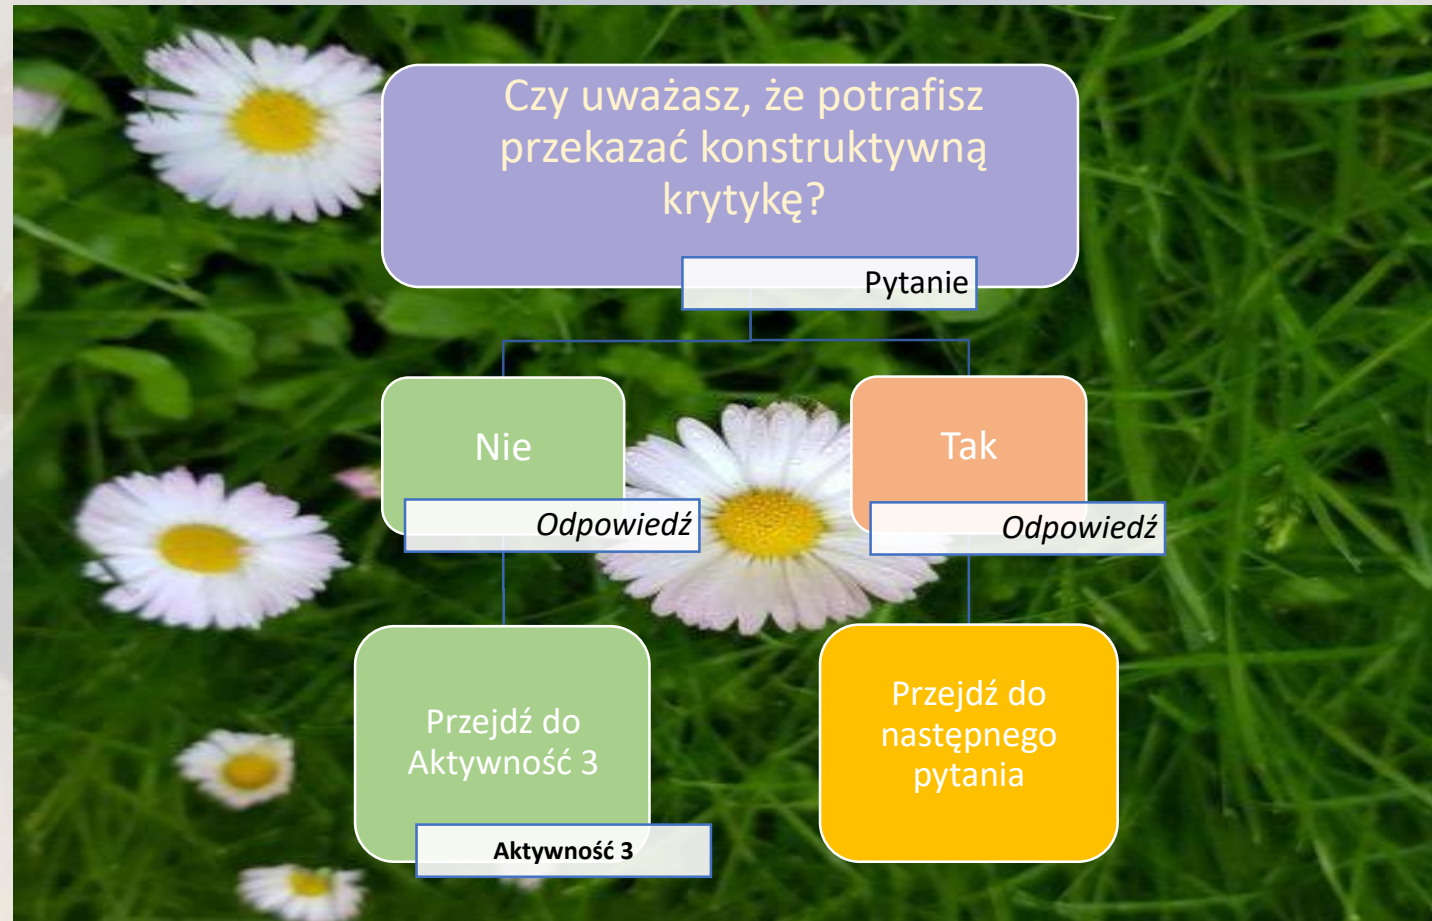 Czy uważasz, że potrafisz
przekazać konstruktywną
krytykę?
Pytanie
Nie
Odpowiedź
Tak
Odpowiedź
Przejdź do
Aktywność 3
Aktywność 3
Przejdź do
następnego
pytania